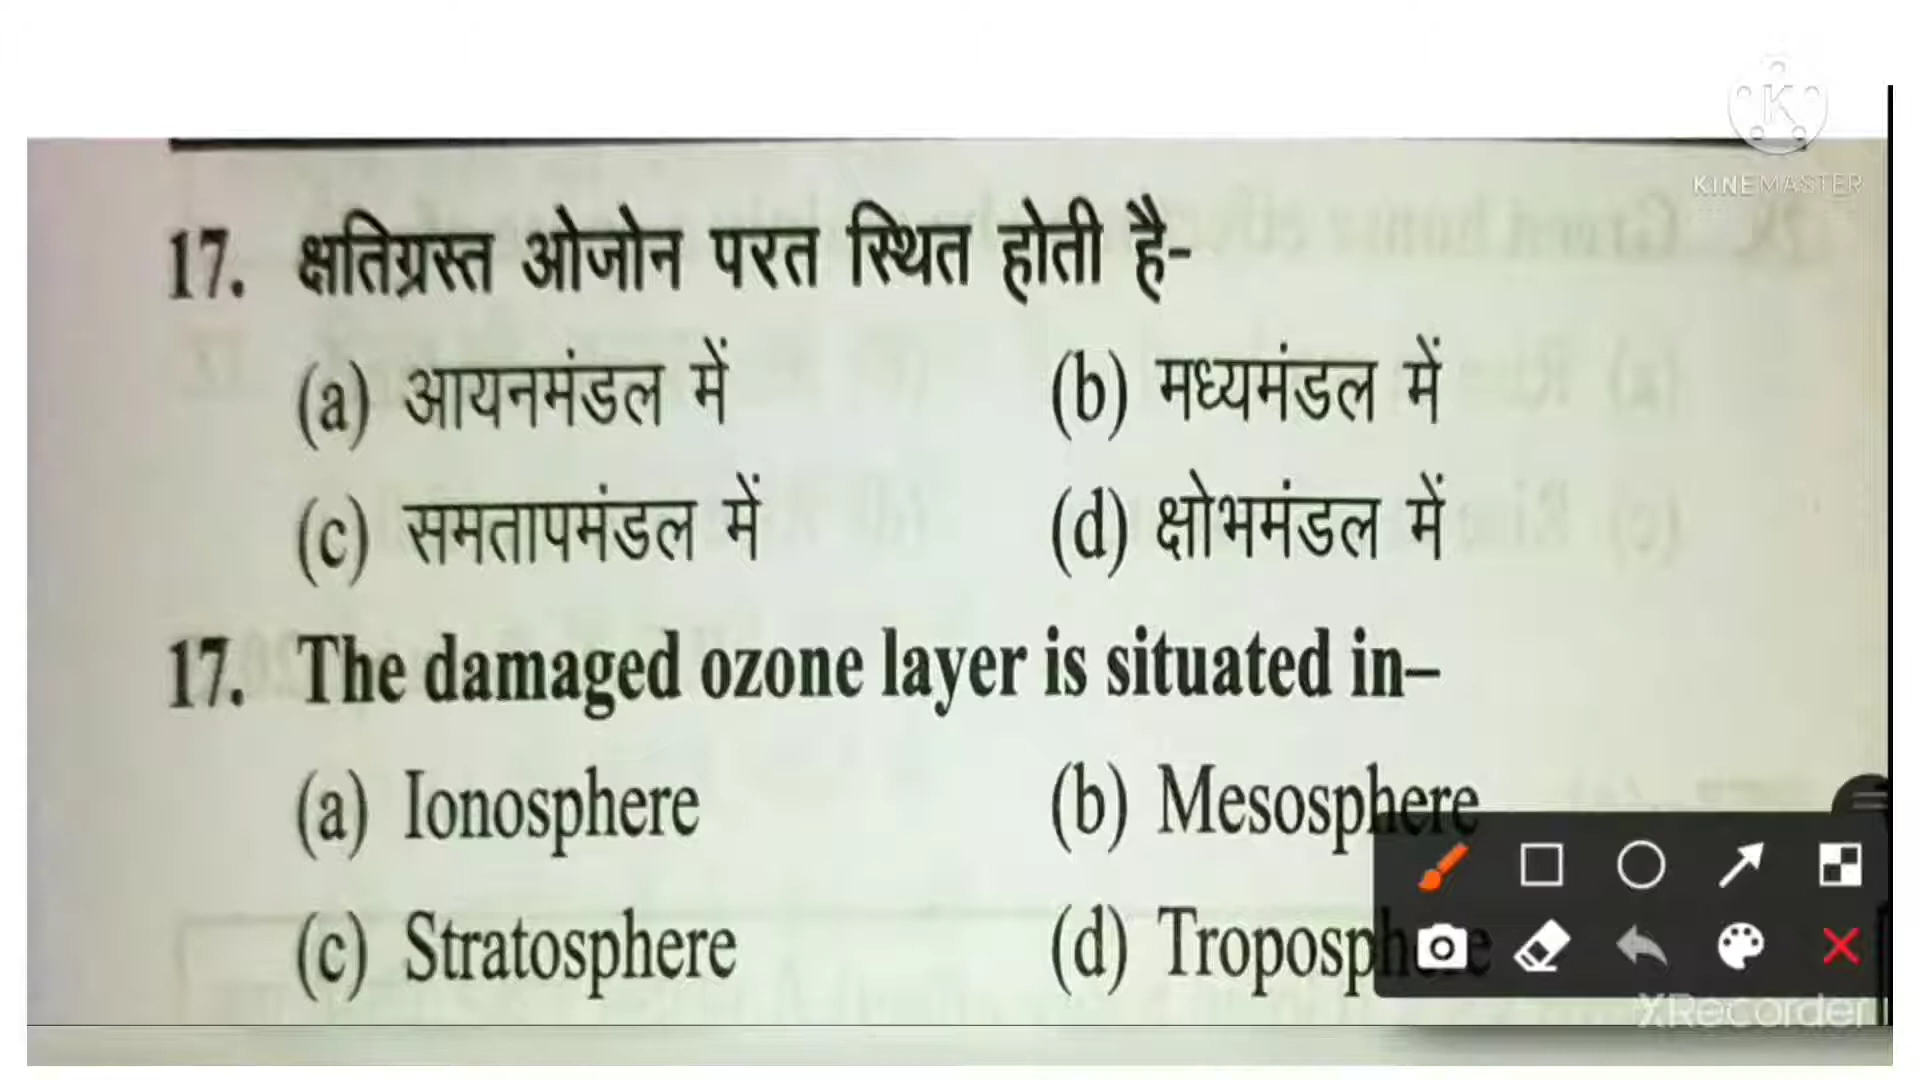 KINEMASTER
17. क्षतिग्रस्त ओजोन परत स्थित होती है-
(a) आयनमंडल में (b) मध्यमंडल में
(c) समतापमंडल में (d) क्षोभमंडल में
17. The damaged ozone layer is situated in–
(a) Ionosphere (b) Mesosphere
(c) Stratosphere (d)
XRecorder